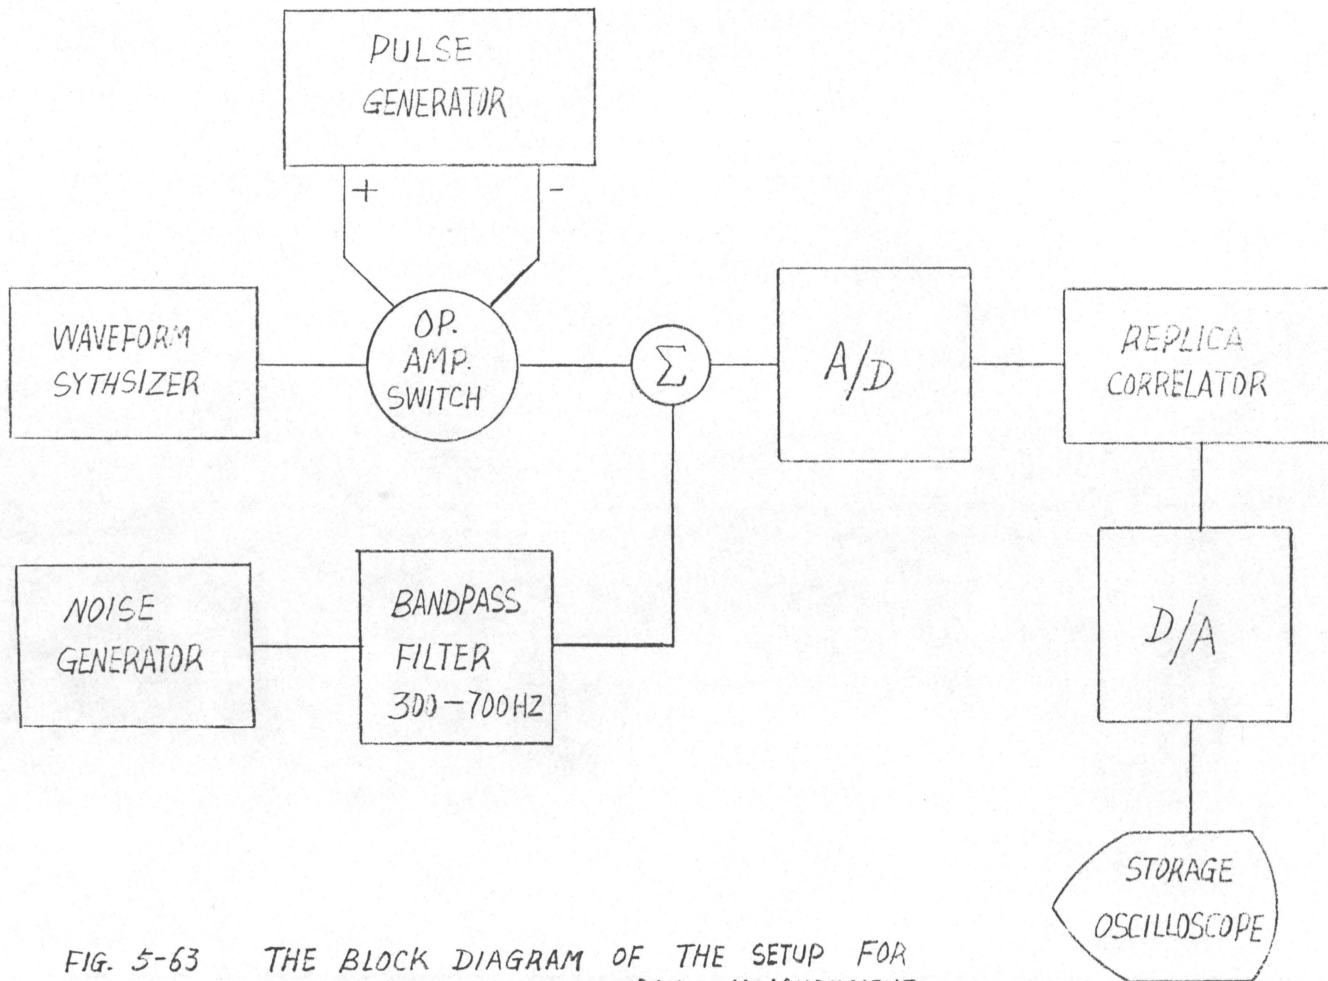 PULSE
GENERATOR
+ -
WAVEFORM
SYTHSIZER
OP.
AMP.
SWITCH
Σ
A/D
REPLICA
CORRELATOR
NOISE
GENERATOR
BANDPASS
FILTER
300-700HZ
D/A
STORAGE
OSCILLOSCOPE
FIG. 5-63 THE BLOCK DIAGRAM OF THE SETUP FOR